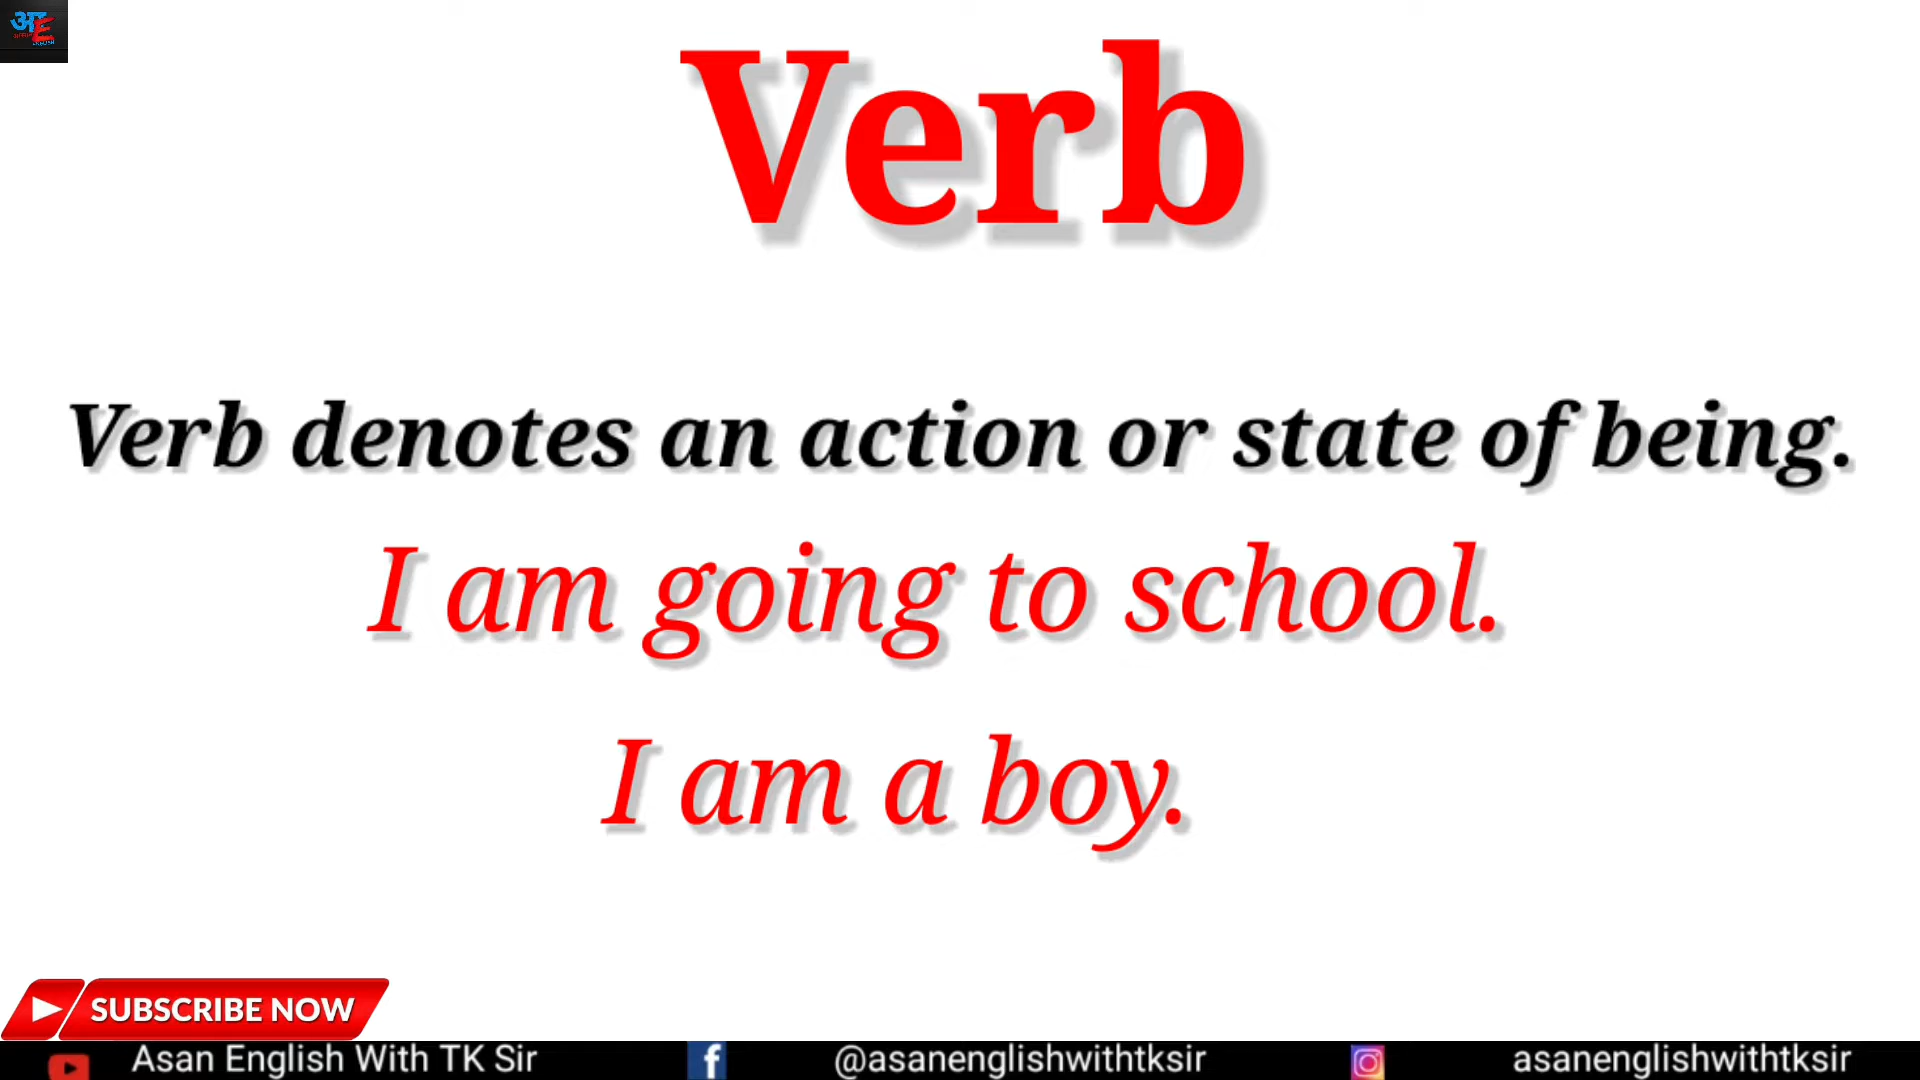 अE
Verb
Verb denotes an action or state of being.
I am going to school.
I am a boy.
SUBSCRIBE NOW
Asan English With TK Sir
@asanenglishwithtksir
asanenglishwithtksir